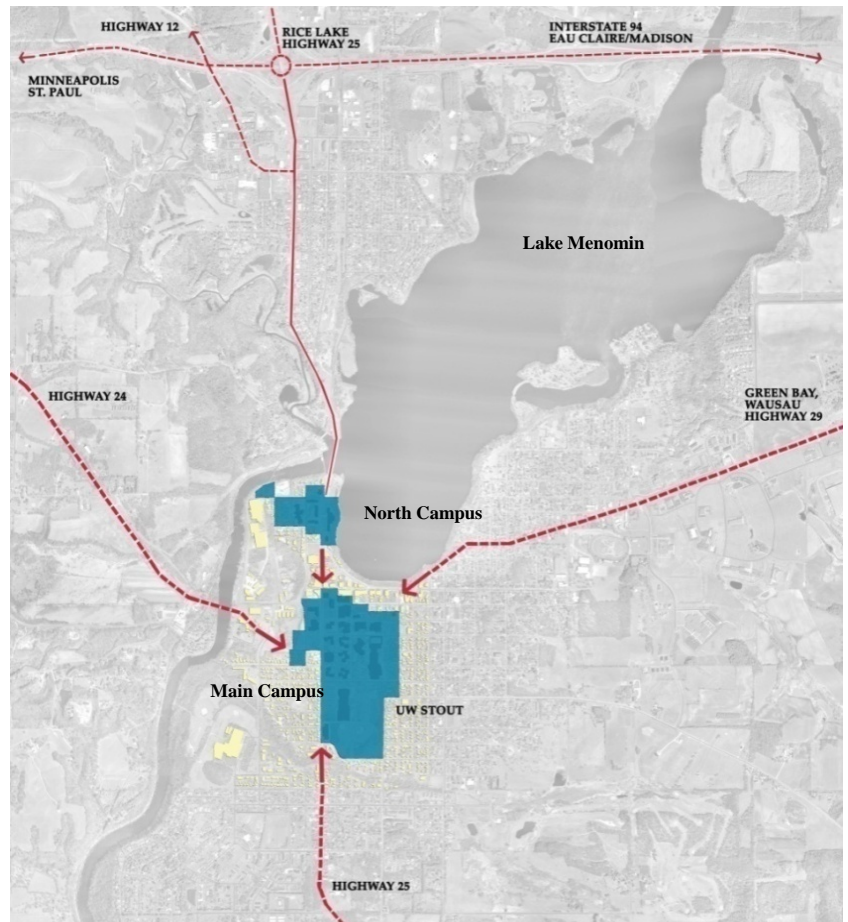 HIGHWAY 12
RICE LAKE
HIGHWAY 25
INTERSTATE 94
EAU CLAIRE/MADISON
MINNEAPOLIS
ST. PAUL
Lake Menomin
HIGHWAY 24
GREEN BAY,
WAUSAU
HIGHWAY 29
North Campus
Main Campus
UW STOUT
HIGHWAY 25